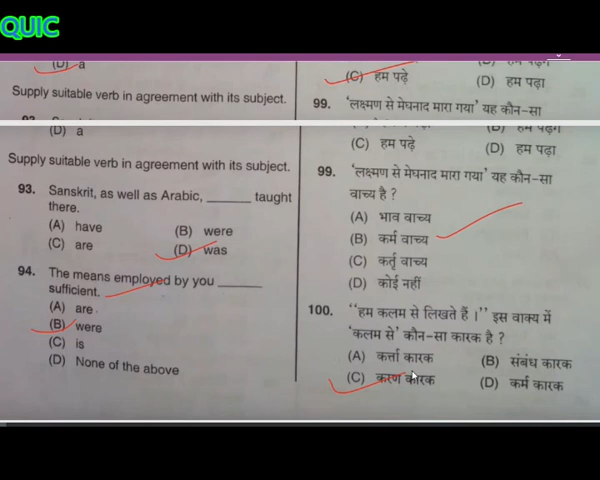 QUIC
(D) a
Supply suitable verb in agreement with its subject.
(C) हम पढ़े
(D) हम पढ़ा
99. 'लक्ष्मण से मेघनाद मारा गया' यह कौन-सा
(D) a
Supply suitable verb in agreement with its subject.
93. Sanskrit, as well as Arabic, ______ taught
there.
(A) have
(B) were
(C) are
(D) was
94. The means employed by you ______
sufficient.
(A) are
(B) were
(C) is
(D) None of the above
(C) हम पढ़े
(D) हम पढ़ा
99. 'लक्ष्मण से मेघनाद मारा गया' यह कौन-सा
वाच्य है ?
(A) भाव वाच्य
(B) कर्म वाच्य
(C) कर्तृ वाच्य
(D) कोई नहीं
100. "हम कलम से लिखते हैं ।" इस वाक्य में
'कलम से' कौन-सा कारक है ?
(A) कर्त्ता कारक
(B) संबंध कारक
(C) करण कारक
(D) कर्म कारक